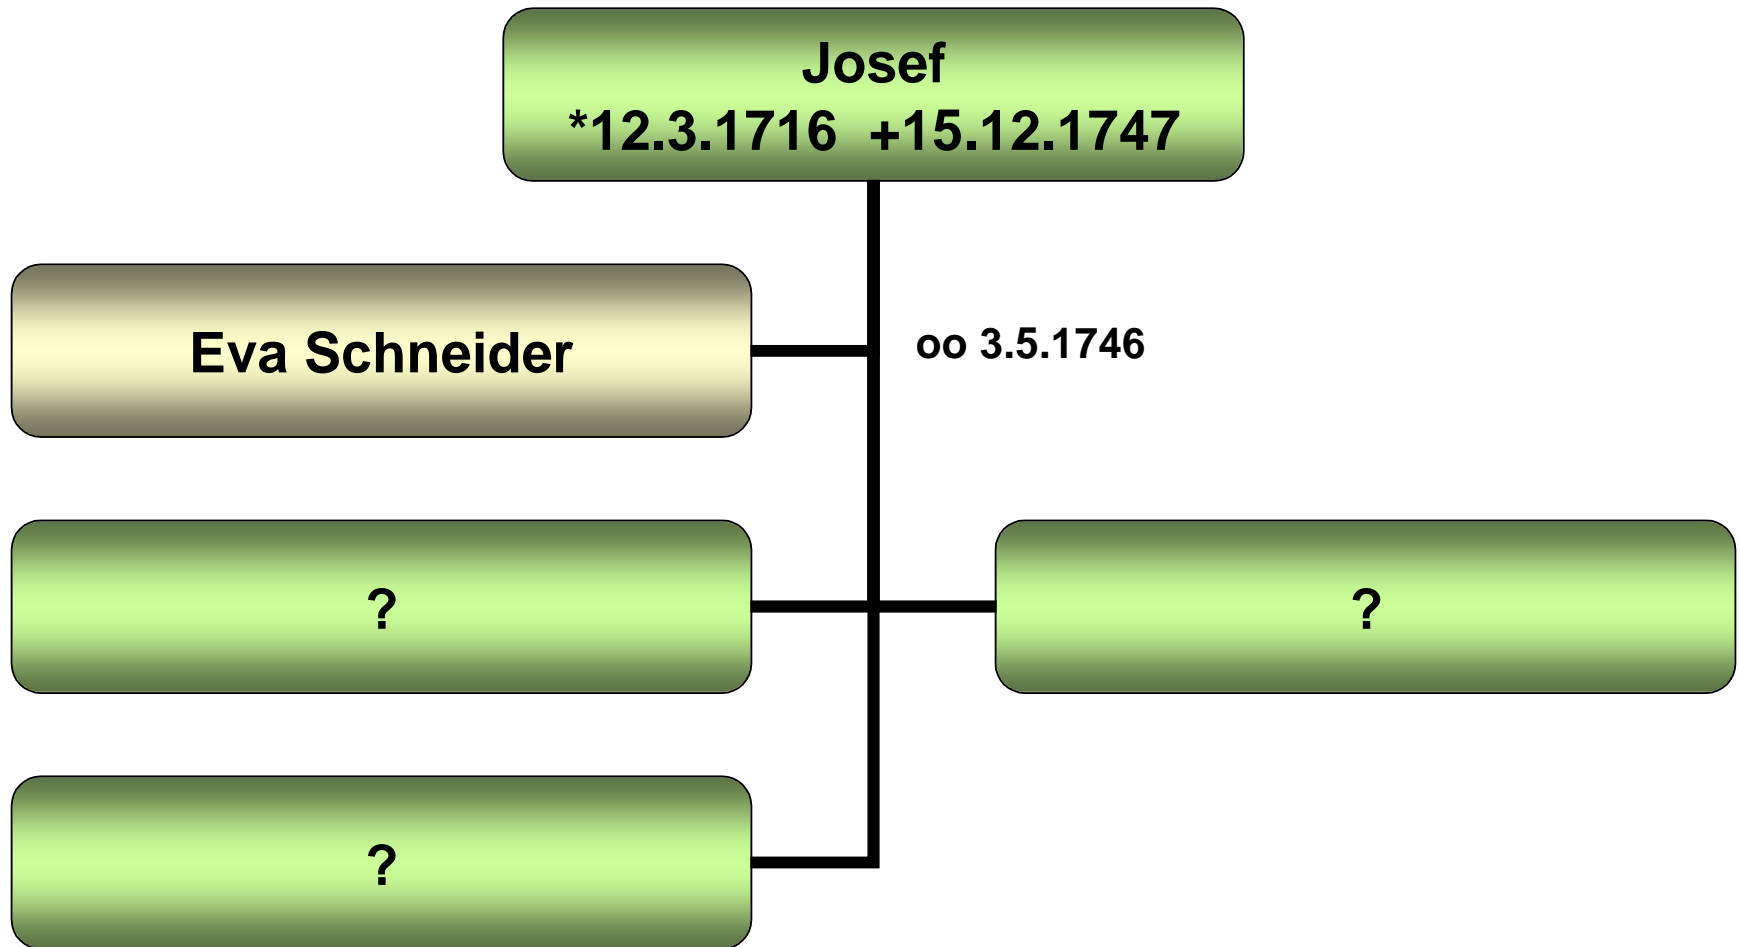 Josef
*12.3.1716 +15.12.1747
Eva Schneider
oo 3.5.1746
?
?
?